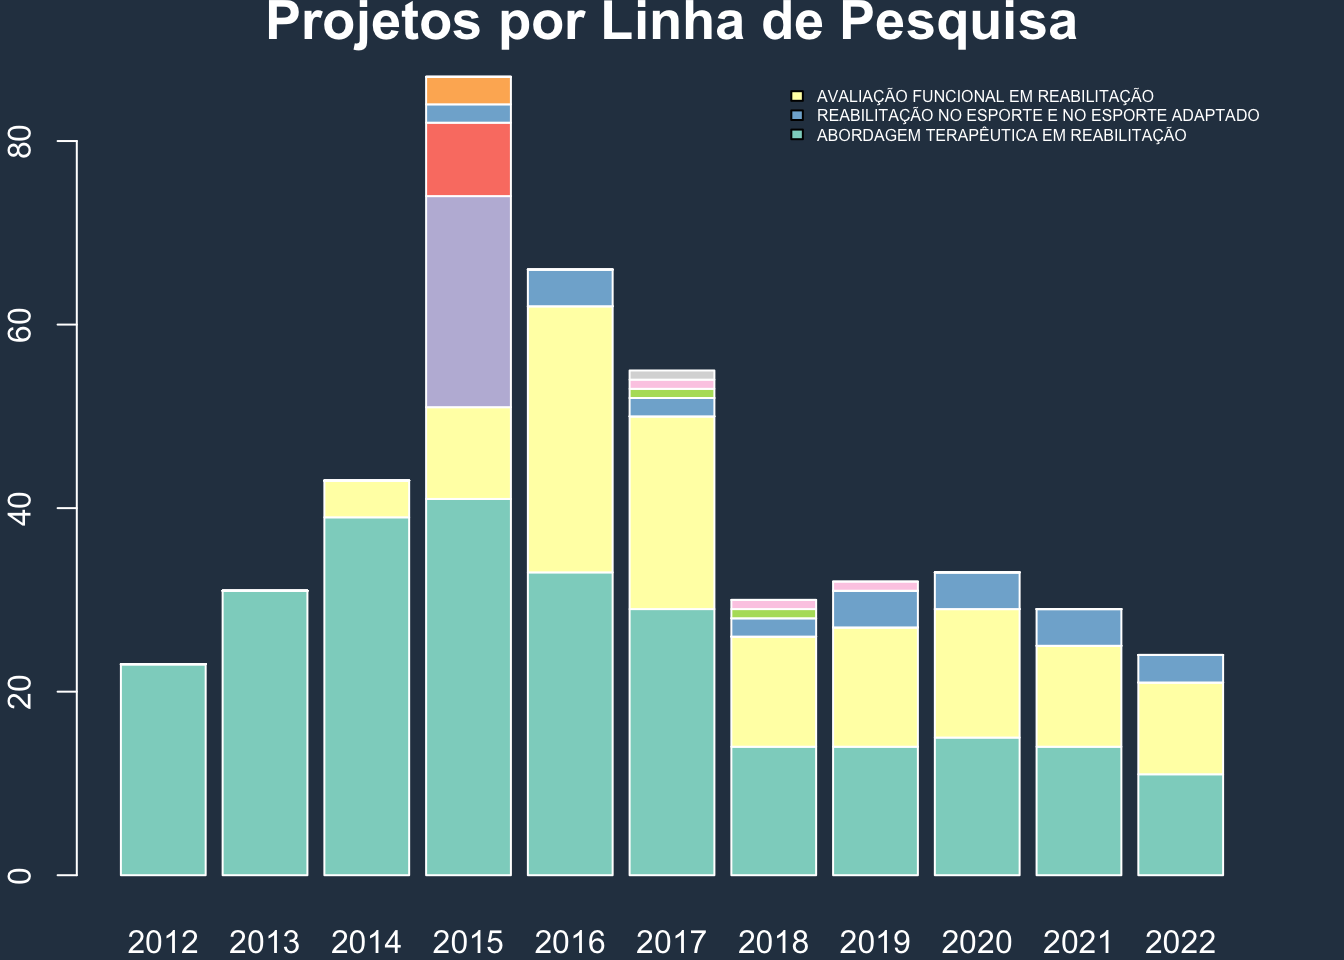 Projetos por Linha de Pesquisa
AVALIAÇÃO FUNCIONAL EM REABILITAÇÃO
REABILITAÇÃO NO ESPORTE E NO ESPORTE ADAPTADO
ABORDAGEM TERAPÊUTICA EM REABILITAÇÃO
80
60
40
20
0
2012 2013 2014 2015 2016 2017 2018 2019 2020 2021 2022